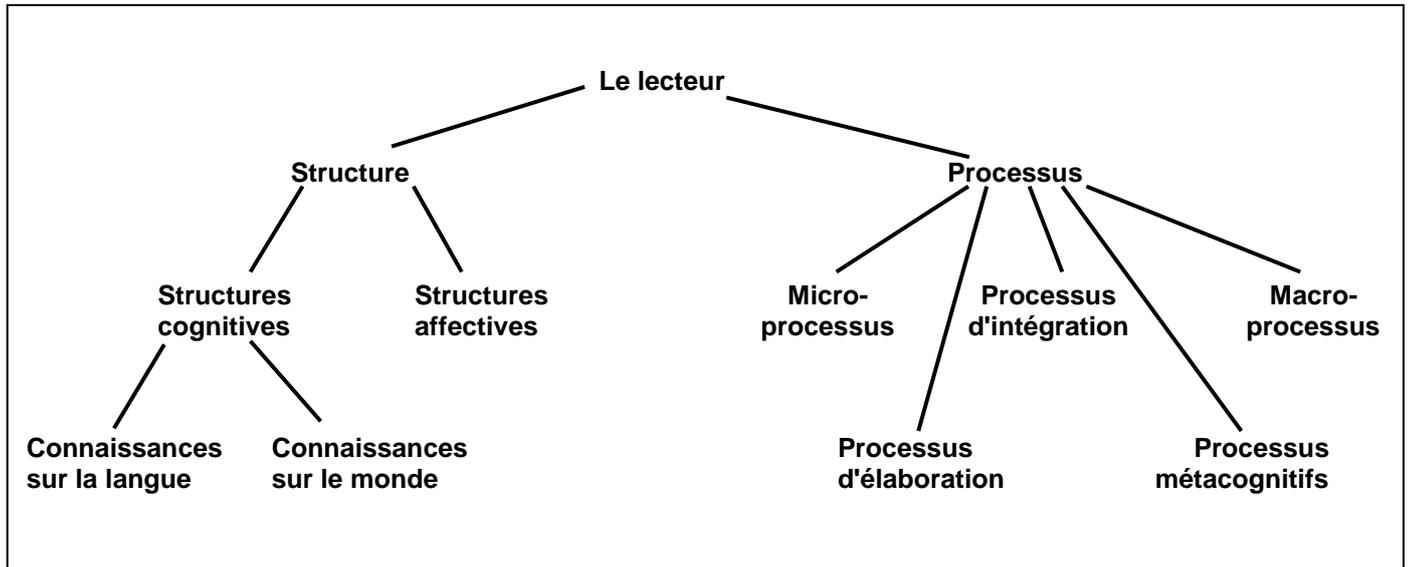 Le lecteur
Structure
Processus
Structures
cognitives
Structures
affectives
Micro-
processus
Processus
d'intégration
Macro-
processus
Connaissances
sur la langue
Connaissances
sur le monde
Processus
d'élaboration
Processus
métacognitifs